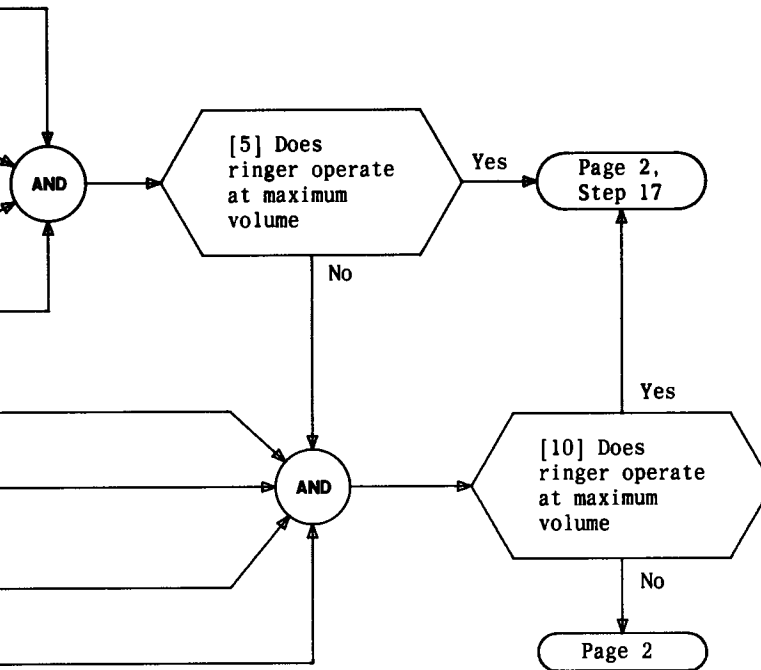 AND
[5] Does
ringer operate
at maximum
volume
Yes
Page 2,
Step 17
No
Yes
AND
[10] Does
ringer operate
at maximum
volume
No
Page 2